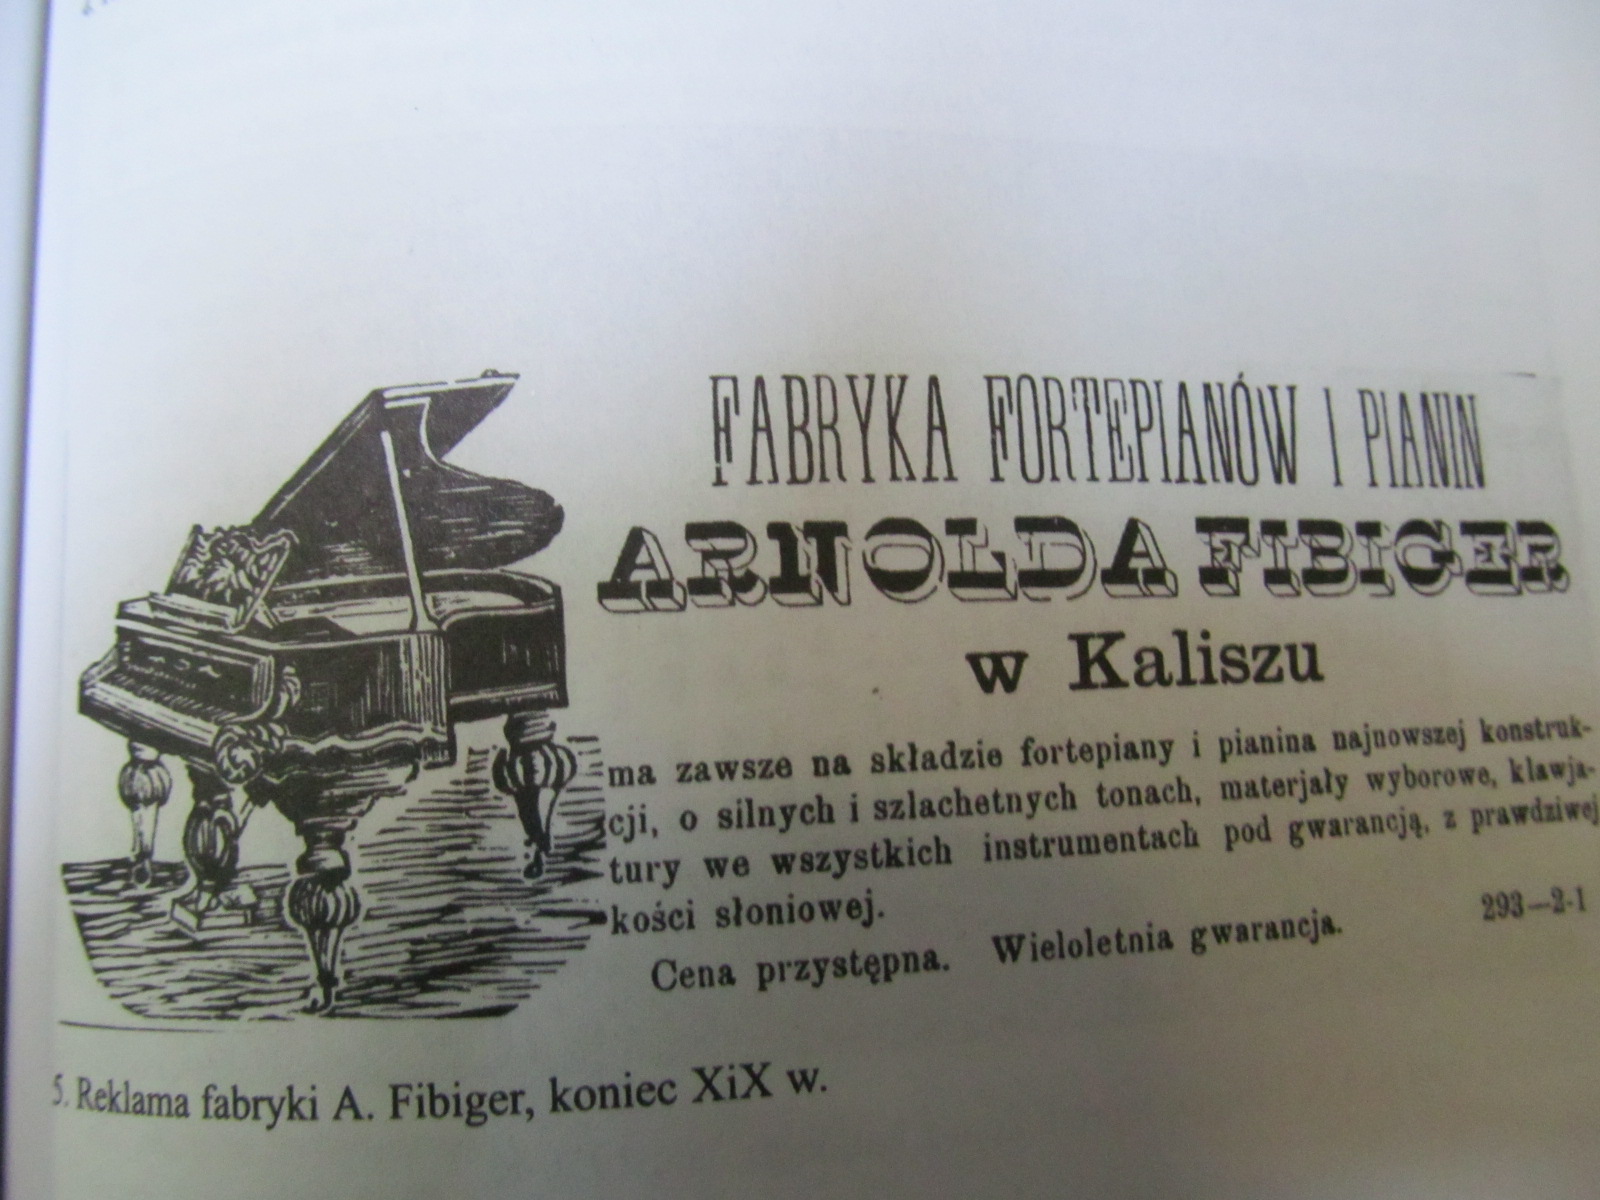 FABRYKA FORTEPIANÓW I PIANIN
ARNOLDA FIBIGER
w Kaliszu
ma zawsze na składzie fortepiany i pianina najnowszej konstruk-
cji, o silnych i szlachetnych tonach, materjały wyborowe, klawja-
tury we wszystkich instrumentach pod gwarancją, z prawdziwej
kości słoniowej.
293—2-1
Cena przystępna. Wieloletnia gwarancja.
5. Reklama fabryki A. Fibiger, koniec XiX w.